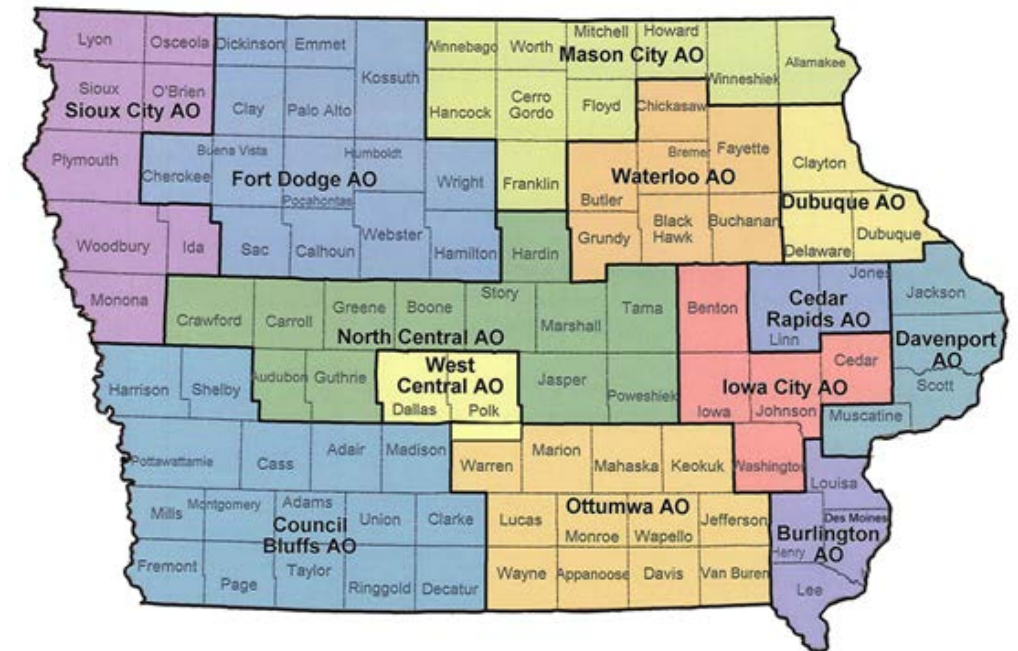 Lyon
Osceola
Dickinson
Emmet
Kossuth
Winnebago
Worth
Mitchell
Howard
Winneshiek
Allamakee
Mason City AO
Sioux
O'Brien
Sioux City AO
Clay
Palo Alto
Hancock
Cerro
Gordo
Floyd
Chickasaw
Plymouth
Cherokee
Buena Vista
Humboldt
Fort Dodge AO
Pocahontas
Wright
Franklin
Butler
Bremer
Fayette
Waterloo AO
Clayton
Dubuque AO
Woodbury
Ida
Sac
Calhoun
Webster
Hamilton
Hardin
Grundy
Black
Hawk
Buchanan
Delaware
Dubuque
Monona
Crawford
Carroll
Greene
Boone
Story
Marshall
Tama
North Central AO
Benton
Cedar
Rapids AO
Linn
Jones
Jackson
Davenport
AO
Harrison
Shelby
Audubon
Guthrie
West
Central AO
Dallas
Polk
Jasper
Poweshiek
Iowa City AO
Iowa
Johnson
Cedar
Scott
Muscatine
Pottawattamie
Cass
Adair
Madison
Warren
Marion
Mahaska
Keokuk
Washington
Louisa
Mills
Montgomery
Adams
Union
Clarke
Council
Bluffs AO
Lucas
Ottumwa AO
Monroe
Wapello
Jefferson
Des Moines
Burlington
AO
Henry
Fremont
Page
Taylor
Ringgold
Decatur
Wayne
Appanoose
Davis
Van Buren
Lee